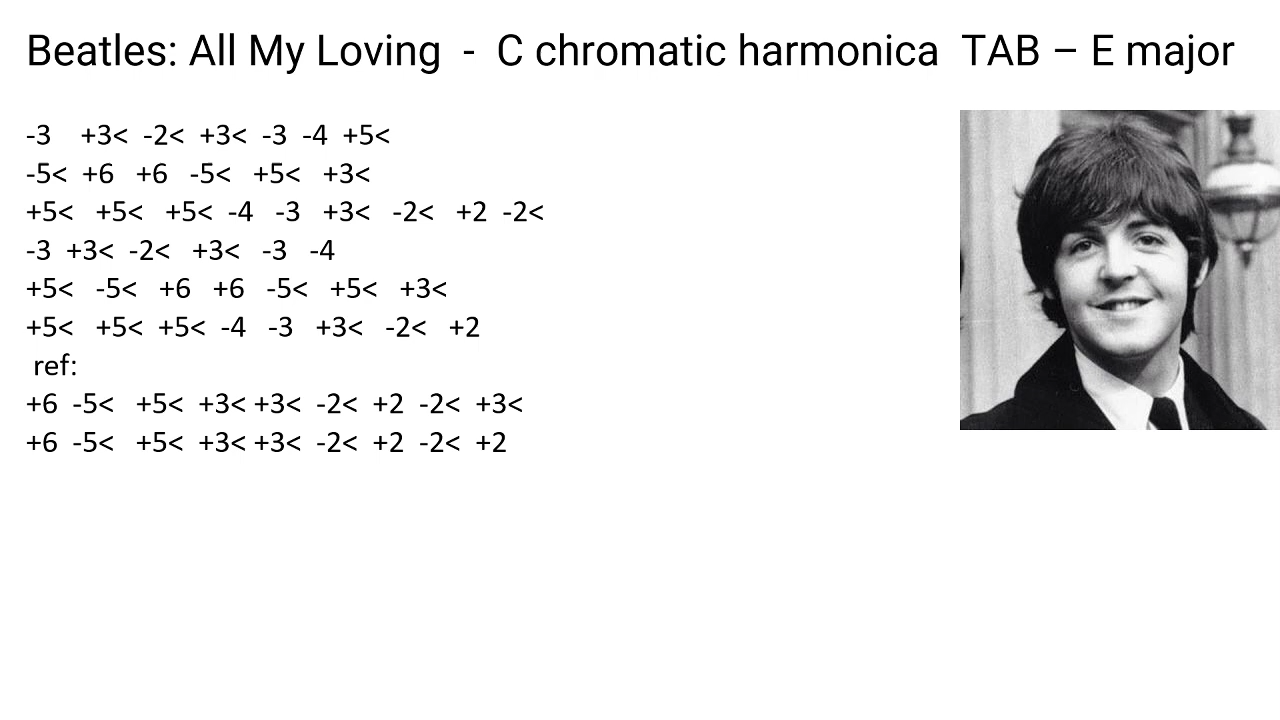 Beatles: All My Loving - C chromatic harmonica TAB – E major
-3 +3< -2< +3< -3 -4 +5<
-5< +6 +6 -5< +5< +3<
+5< +5< +5< -4 -3 +3< -2< +2 -2<
-3 +3< -2< +3< -3 -4
+5< -5< +6 +6 -5< +5< +3<
+5< +5< +5< -4 -3 +3< -2< +2
ref:
+6 -5< +5< +3< +3< -2< +2 -2< +3<
+6 -5< +5< +3< +3< -2< +2 -2< +2